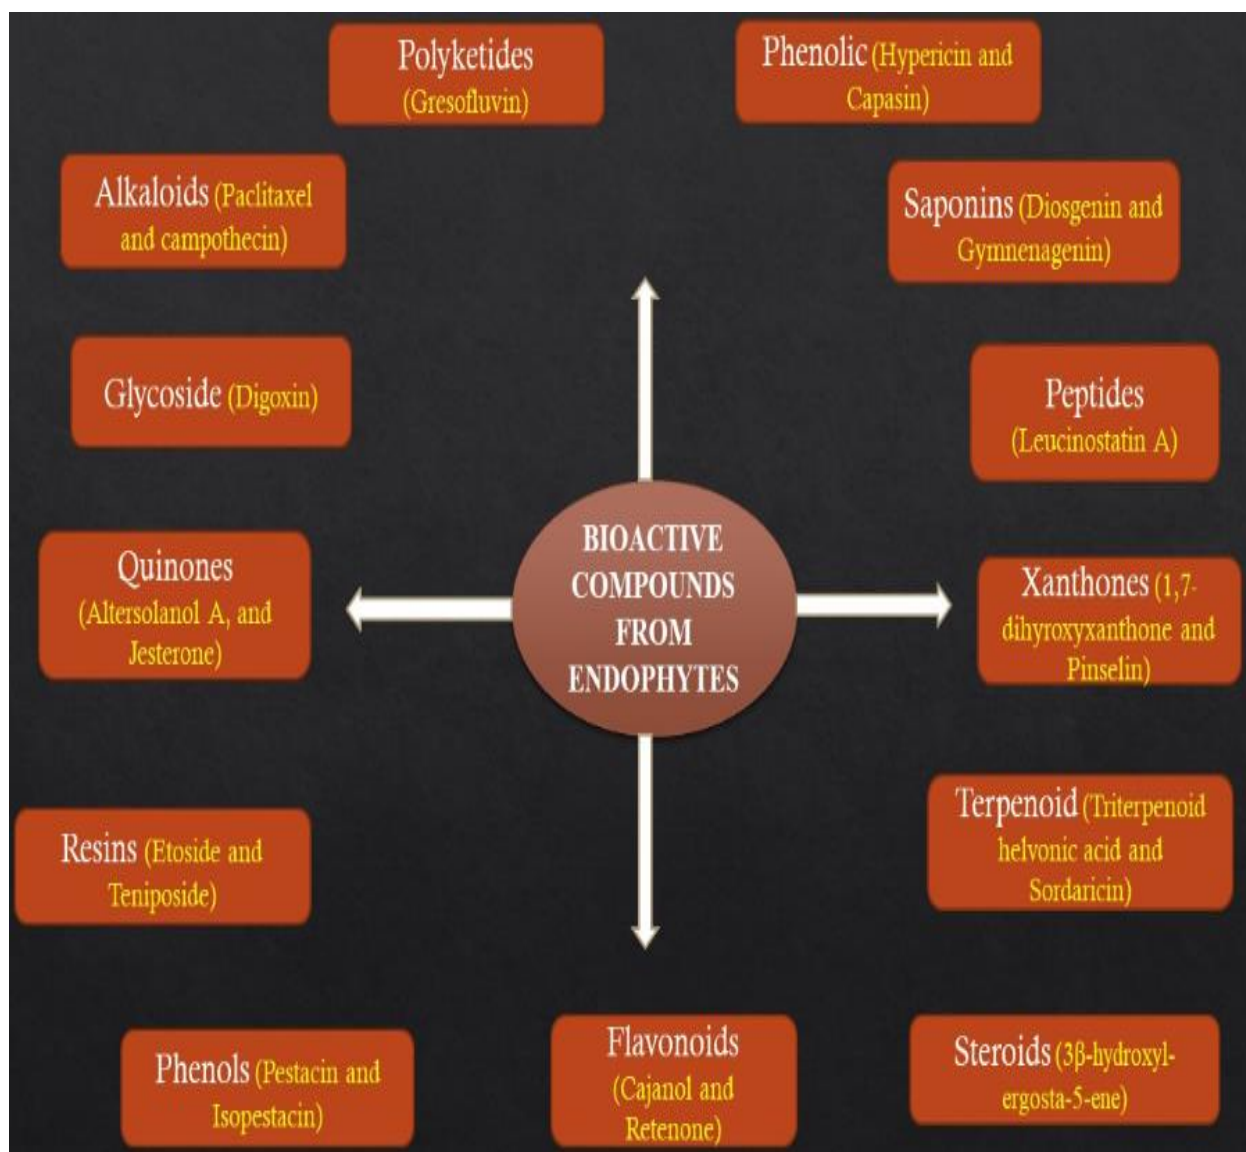 Polyketides
(Gresofluvin)
Phenolic (Hypericin and
Capasin)
Alkaloids (Paclitaxel
and campothecin)
Saponins (Diosgenin and
Gymnenagenin)
Glycoside (Digoxin)
Peptides
(Leucinostatin A)
BIOACTIVE
COMPOUNDS
FROM
ENDOPHYTES
Quinones
(Altersolanol A, and
Jesterone)
Xanthones (1,7-
dihyroxyxanthone and
Pinselin)
Resins (Etoside and
Teniposide)
Terpenoid (Triterpenoid
helvonic acid and
Sordaricin)
Phenols (Pestacin and
Isopestacin)
Flavonoids
(Cajanol and
Retenone)
Steroids (3β-hydroxyl-
ergosta-5-ene)